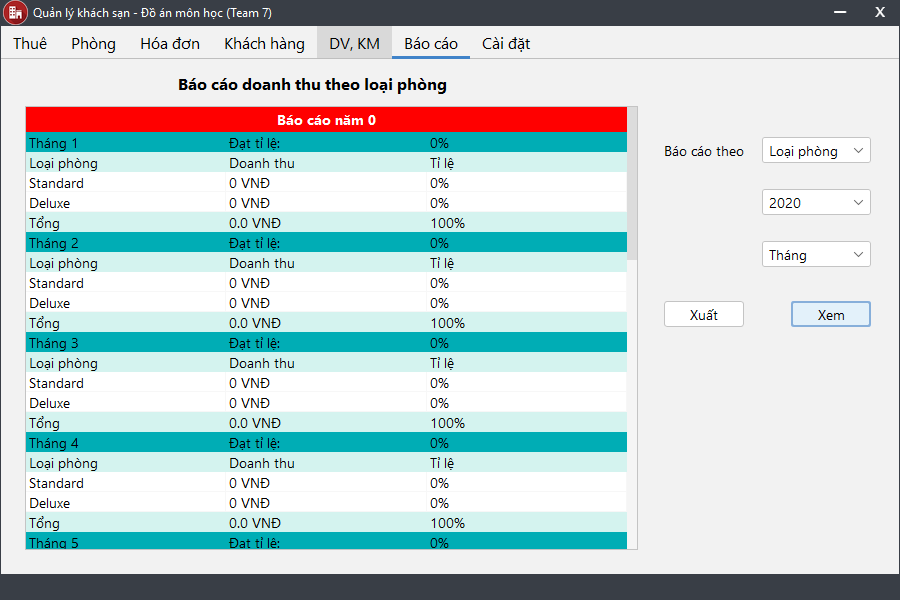 Quản lý khách sạn - Đồ án môn học (Team 7)
Thuê Phòng Hóa đơn Khách hàng DV, KM Báo cáo Cài đặt
Báo cáo doanh thu theo loại phòng
Báo cáo năm 0
Tháng 1 Đạt tỉ lệ: 0%
Loại phòng Doanh thu Tỉ lệ
Standard 0 VNĐ 0%
Deluxe 0 VNĐ 0%
Tổng 0.0 VNĐ 100%
Tháng 2 Đạt tỉ lệ: 0%
Loại phòng Doanh thu Tỉ lệ
Standard 0 VNĐ 0%
Deluxe 0 VNĐ 0%
Tổng 0.0 VNĐ 100%
Tháng 3 Đạt tỉ lệ: 0%
Loại phòng Doanh thu Tỉ lệ
Standard 0 VNĐ 0%
Deluxe 0 VNĐ 0%
Tổng 0.0 VNĐ 100%
Tháng 4 Đạt tỉ lệ: 0%
Loại phòng Doanh thu Tỉ lệ
Standard 0 VNĐ 0%
Deluxe 0 VNĐ 0%
Tổng 0.0 VNĐ 100%
Tháng 5 Đạt tỉ lệ: 0%
Báo cáo theo Loại phòng
2020
Tháng
Xuất Xem